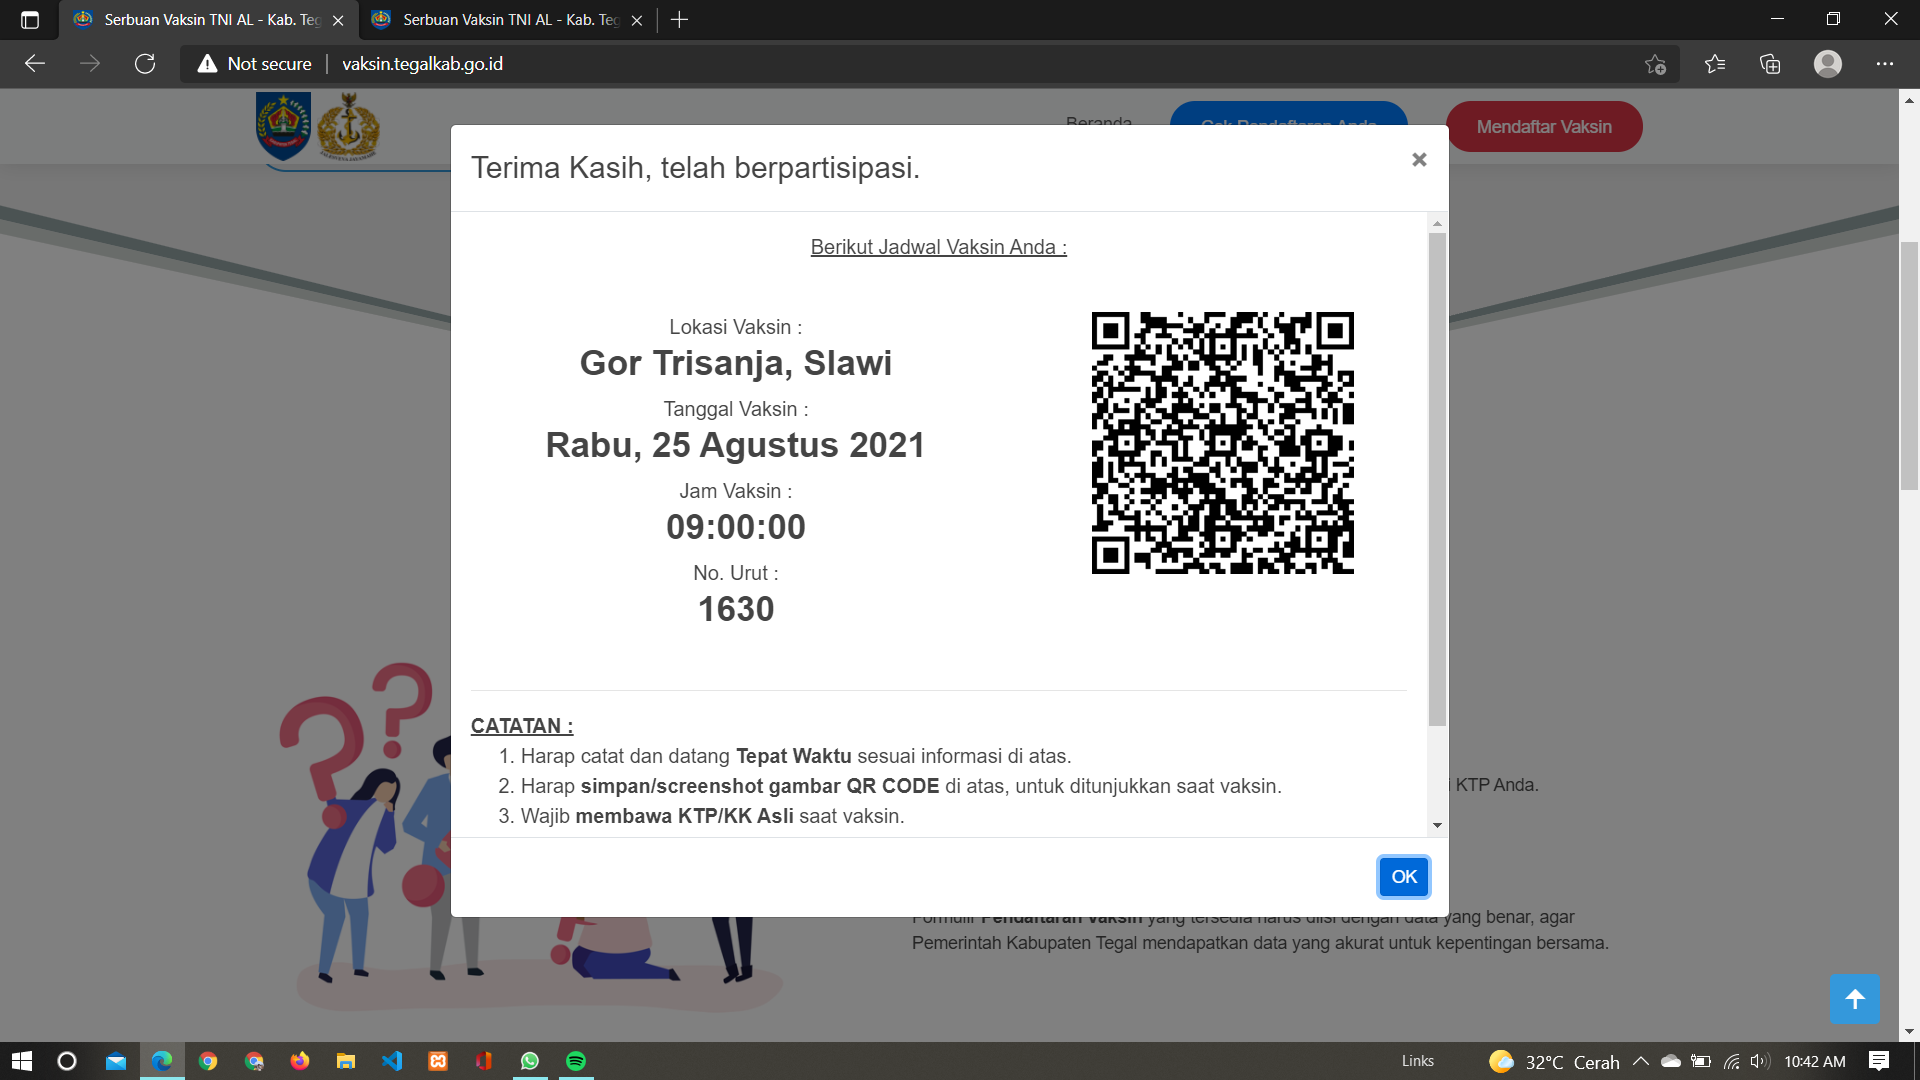 Serbuan Vaksin TNI AL - Kab. Teg
Serbuan Vaksin TNI AL - Kab. Teg
Not secure
vaksin.tegalkab.go.id
Beranda
Cek Pendaftaran Anda
Mendaftar Vaksin
Terima Kasih, telah berpartisipasi.
Berikut Jadwal Vaksin Anda :
Lokasi Vaksin :
Gor Trisanja, Slawi
Tanggal Vaksin :
Rabu, 25 Agustus 2021
Jam Vaksin :
09:00:00
No. Urut :
1630
CATATAN :
1. Harap catat dan datang Tepat Waktu sesuai informasi di atas.
2. Harap simpan/screenshot gambar QR CODE di atas, untuk ditunjukkan saat vaksin.
3. Wajib membawa KTP/KK Asli saat vaksin.
OK
i KTP Anda.
Formulir Pendaftaran Vaksin yang tersedia harus diisi dengan data yang benar, agar
Pemerintah Kabupaten Tegal mendapatkan data yang akurat untuk kepentingan bersama.
Links
32°C Cerah
10:42 AM